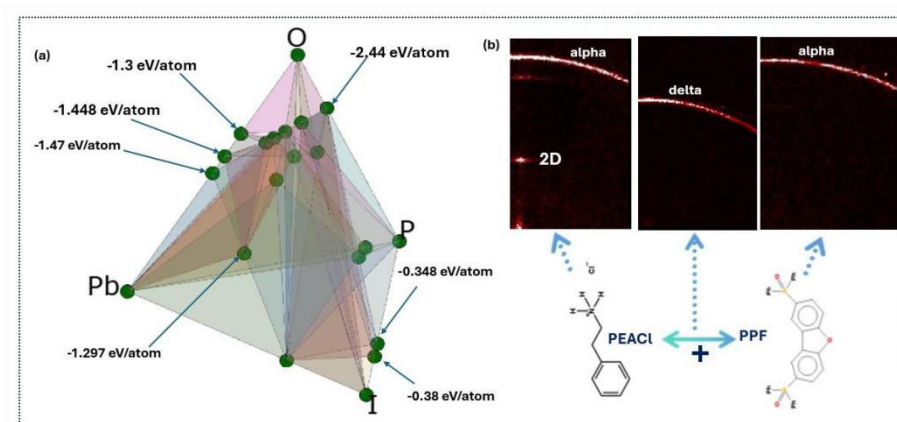 (a)
O
-1.3 eV/atom
-2,44 eV/atom
-1.448 eV/atom
-1.47 eV/atom
P
Pb
-0.348 eV/atom
-1.297 eV/atom
-0.38 eV/atom
I
(b)
alpha
delta
alpha
2D
Cl⁻
H
H
H
N
PEACl
+
PPF
O
O
O